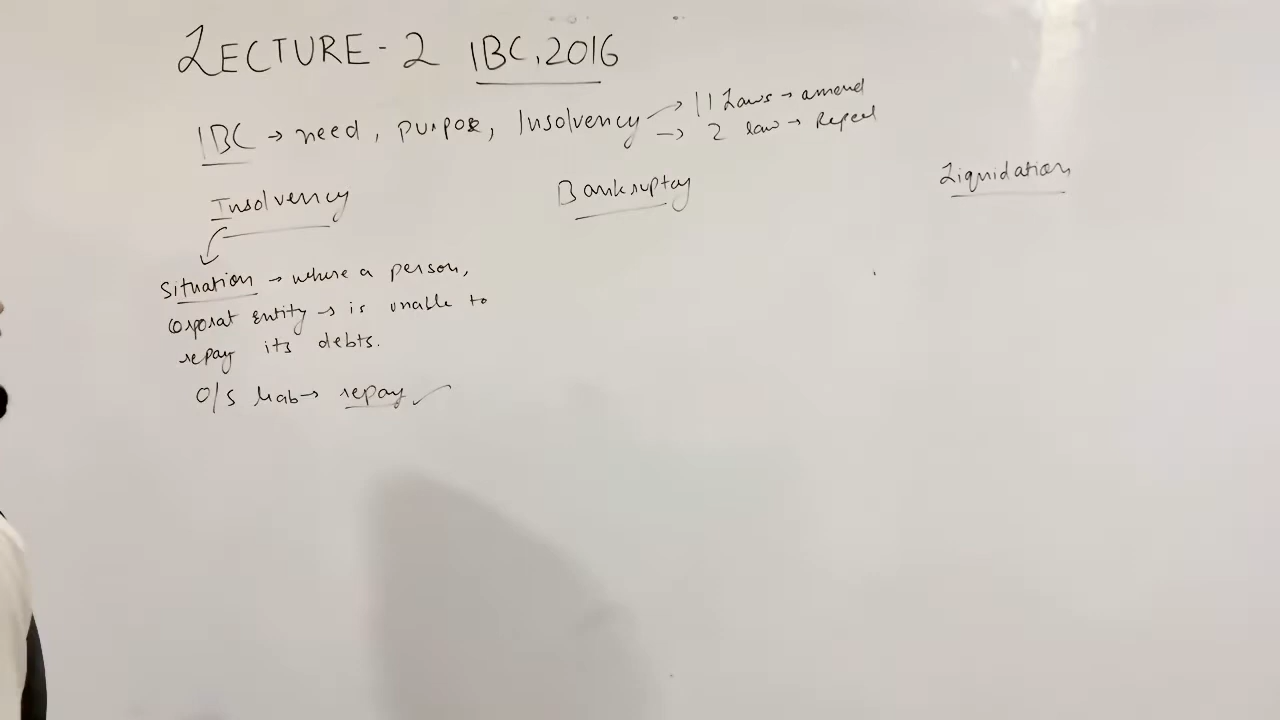 LECTURE - 2 IBC, 2016
IBC → need, purpose, Insolvency → 11 Laws → amend
→ 2 law → Repeal
Insolvency
Bankruptcy
Liquidation
Situation → where a person,
Corporat Entity → is unable to
repay its debts.
O/S liab → repay ✓